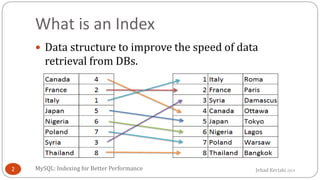 What is an Index
Data structure to improve the speed of data
retrieval from DBs.
Canada 4
France 2
Italy 1
Japan 5
Nigeria 6
Poland 7
Syria 3
Thailand 8
1 Italy Roma
2 France Paris
3 Syria Damascus
4 Canada Ottawa
5 Japan Tokyo
6 Nigeria Lagos
7 Poland Warsaw
8 Thailand Bangkok
2 MySQL: Indexing for Better Performance
Jehad Keriaki